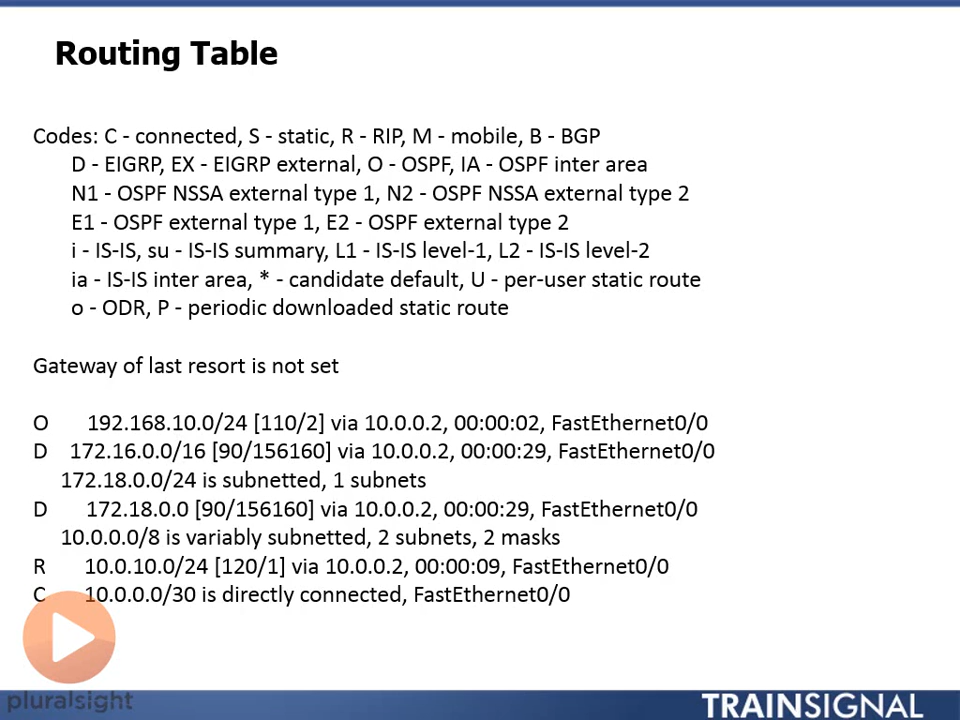 Routing Table
Codes: C - connected, S - static, R - RIP, M - mobile, B - BGP
D - EIGRP, EX - EIGRP external, O - OSPF, IA - OSPF inter area
N1 - OSPF NSSA external type 1, N2 - OSPF NSSA external type 2
E1 - OSPF external type 1, E2 - OSPF external type 2
i - IS-IS, su - IS-IS summary, L1 - IS-IS level-1, L2 - IS-IS level-2
ia - IS-IS inter area, * - candidate default, U - per-user static route
o - ODR, P - periodic downloaded static route
Gateway of last resort is not set
O 192.168.10.0/24 [110/2] via 10.0.0.2, 00:00:02, FastEthernet0/0
D 172.16.0.0/16 [90/156160] via 10.0.0.2, 00:00:29, FastEthernet0/0
172.18.0.0/24 is subnetted, 1 subnets
D 172.18.0.0 [90/156160] via 10.0.0.2, 00:00:29, FastEthernet0/0
10.0.0.0/8 is variably subnetted, 2 subnets, 2 masks
R 10.0.10.0/24 [120/1] via 10.0.0.2, 00:00:09, FastEthernet0/0
C 10.0.0.0/30 is directly connected, FastEthernet0/0
pluralsight
TRAINSIGNAL